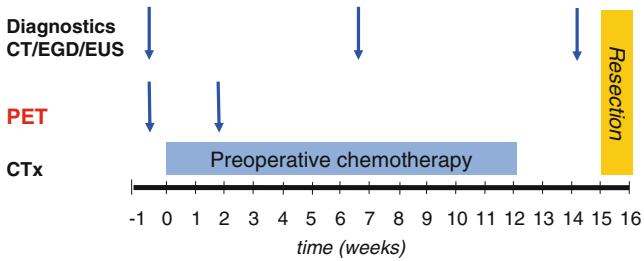 Diagnostics
CT/EGD/EUS
Resection
PET
Preoperative chemotherapy
CTx
-1 0 1 2 3 4 5 6 7 8 9 10 11 12 13 14 15 16
time (weeks)